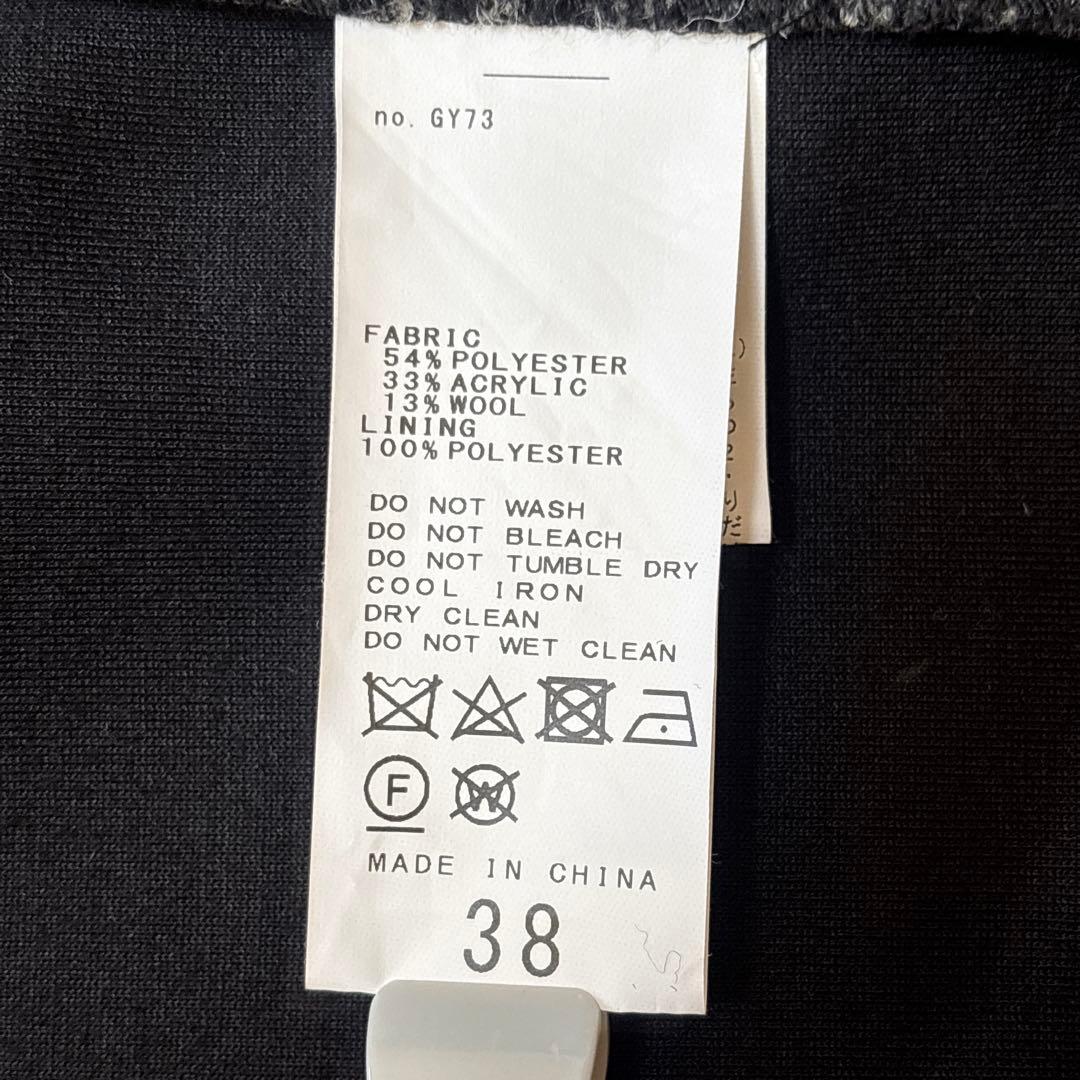 no. GY73
FABRIC
54% POLYESTER
33% ACRYLIC
13% WOOL
LINING
100% POLYESTER
DO NOT WASH
DO NOT BLEACH
DO NOT TUMBLE DRY
COOL IRON
DRY CLEAN
DO NOT WET CLEAN
F W
MADE IN CHINA
38